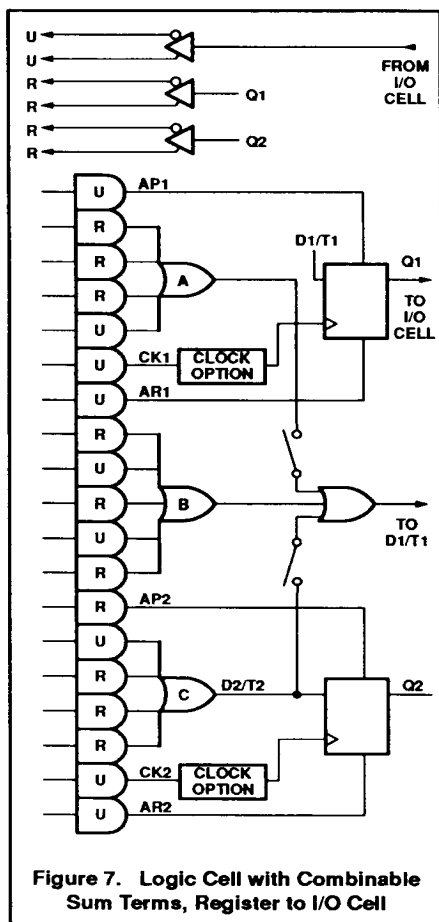 U
U
FROM
I/O
CELL
R
R
Q1
R
R
Q2
U
AP1
R
D1/T1
R
A
Q1
R
TO
I/O
CELL
U
U
CK1
CLOCK
OPTION
U
AR1
R
U
R
B
TO
D1/T1
U
R
R
AP2
U
R
C
D2/T2
Q2
R
R
U
CK2
CLOCK
OPTION
U
AR2
Figure 7. Logic Cell with Combinable
Sum Terms, Register to I/O Cell